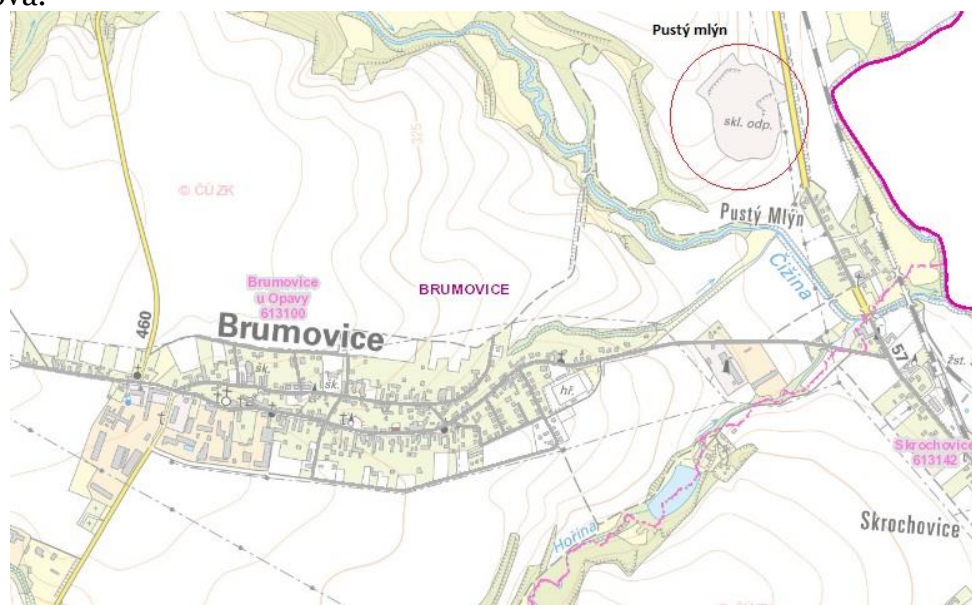 ova.
Pustý mlýn
skl. odp.
325
© ČÚZK
Pustý Mlýn
Čižina
Brumovice
u Opavy
613100
BRUMOVICE
460
Brumovice
šk.
šk.
hř.
57
žst.
Skrochovice
613142
Hořina
Skrochovice